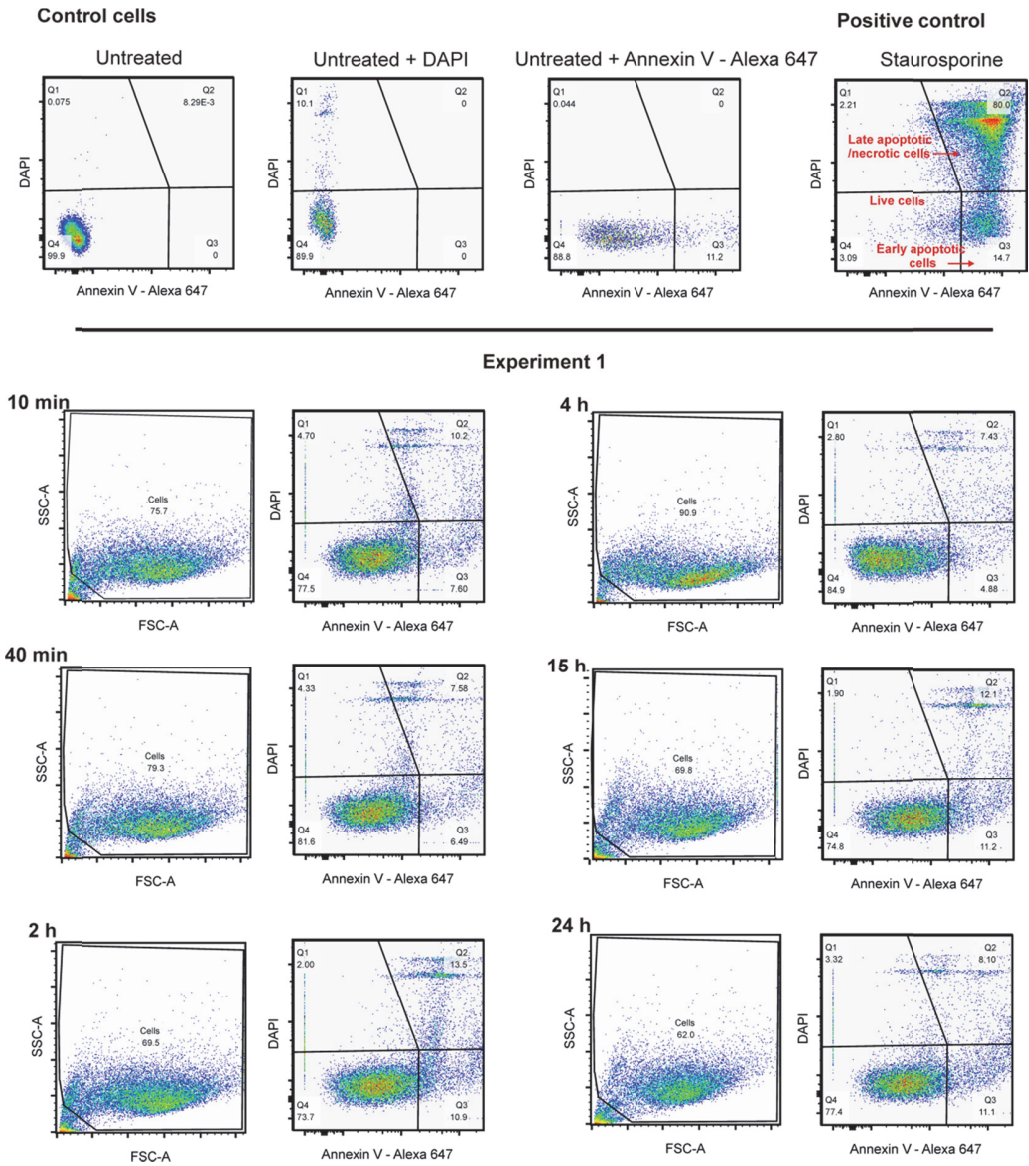 Control cells
Positive control
Untreated
Untreated + DAPI
Untreated + Annexin V - Alexa 647
Staurosporine
Q1
0.075
Q2
8.29E-3
DAPI
Q4
99.9
Q3
0
Annexin V - Alexa 647
Q1
10.1
Q2
0
DAPI
Q4
89.9
Q3
0
Annexin V - Alexa 647
Q1
0.044
Q2
0
DAPI
Q4
88.8
Q3
11.2
Annexin V - Alexa 647
Q1
2.21
Q2
80.0
Late apoptotic
/necrotic cells
DAPI
Live cells
Q4
3.09
Early apoptotic
cells
Q3
14.7
Annexin V - Alexa 647
Experiment 1
10 min
SSC-A
Cells
75.7
FSC-A
Q1
4.70
Q2
10.2
DAPI
Q4
77.5
Q3
7.60
Annexin V - Alexa 647
4 h
SSC-A
Cells
90.9
FSC-A
Q1
2.80
Q2
7.43
DAPI
Q4
84.9
Q3
4.88
Annexin V - Alexa 647
40 min
SSC-A
Cells
79.3
FSC-A
Q1
4.33
Q2
7.58
DAPI
Q4
81.6
Q3
6.49
Annexin V - Alexa 647
15 h
SSC-A
Cells
69.8
FSC-A
Q1
1.90
Q2
12.1
DAPI
Q4
74.8
Q3
11.2
Annexin V - Alexa 647
2 h
SSC-A
Cells
69.5
FSC-A
Q1
2.00
Q2
13.5
DAPI
Q4
73.7
Q3
10.9
Annexin V - Alexa 647
24 h
SSC-A
Cells
62.0
FSC-A
Q1
3.32
Q2
8.10
DAPI
Q4
77.4
Q3
11.1
Annexin V - Alexa 647